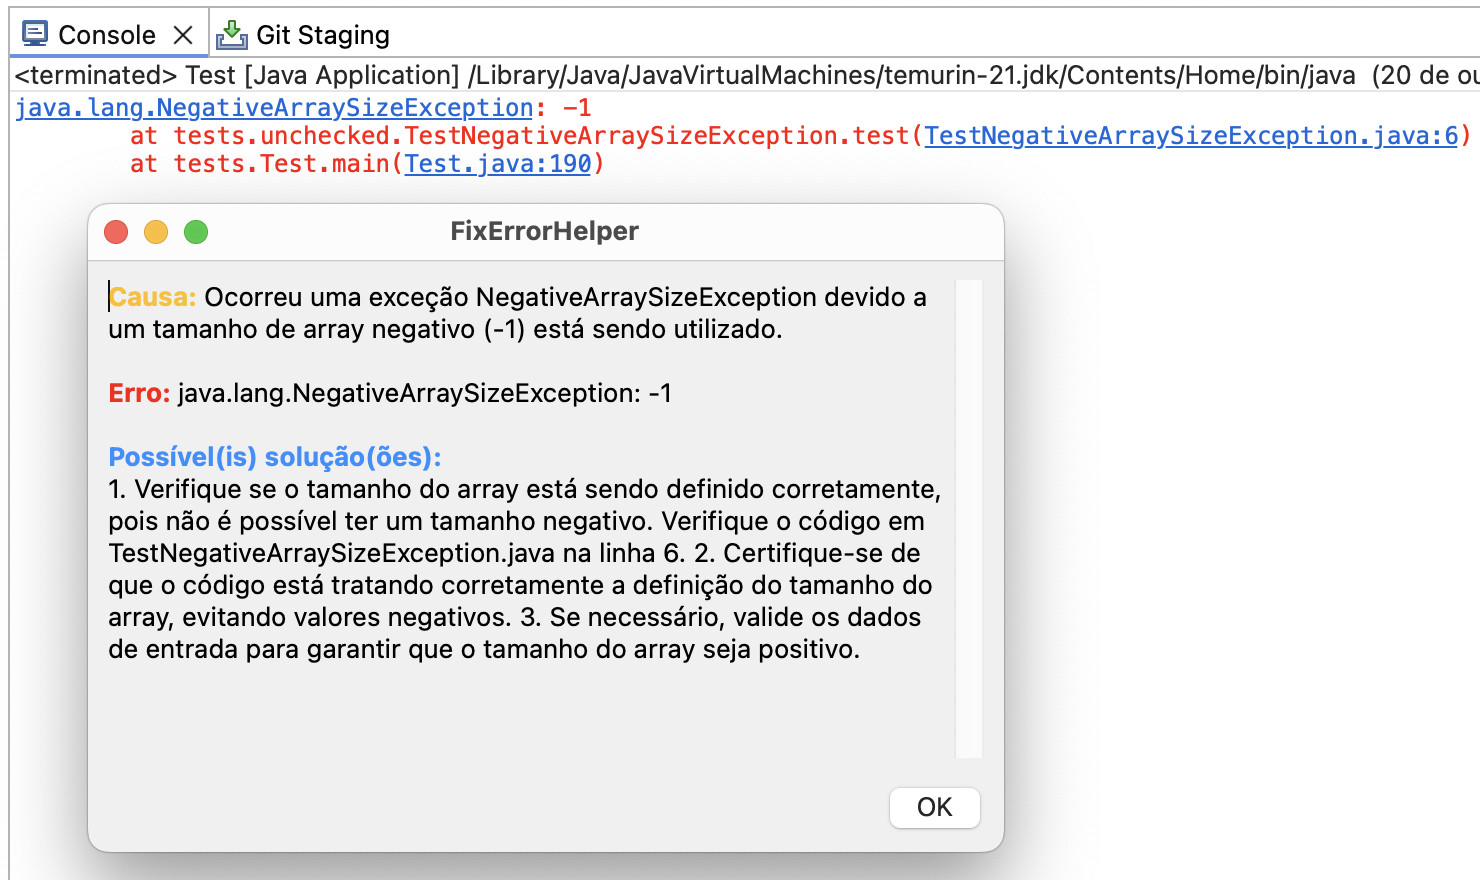 Console
Git Staging
<terminated> Test [Java Application] /Library/Java/JavaVirtualMachines/temurin-21.jdk/Contents/Home/bin/java (20 de ou
java.lang.NegativeArraySizeException: -1
at tests.unchecked.TestNegativeArraySizeException.test(TestNegativeArraySizeException.java:6)
at tests.Test.main(Test.java:190)
FixErrorHelper
Causa: Ocorreu uma exceção NegativeArraySizeException devido a
um tamanho de array negativo (-1) está sendo utilizado.
Erro: java.lang.NegativeArraySizeException: -1
Possível(is) solução(ões):
1. Verifique se o tamanho do array está sendo definido corretamente,
pois não é possível ter um tamanho negativo. Verifique o código em
TestNegativeArraySizeException.java na linha 6. 2. Certifique-se de
que o código está tratando corretamente a definição do tamanho do
array, evitando valores negativos. 3. Se necessário, valide os dados
de entrada para garantir que o tamanho do array seja positivo.
OK